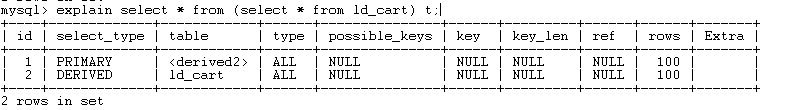 mysql> explain select * from (select * from ld_cart) t;
+----+-------------+------------+------+---------------+------+---------+------+------+-------+
| id | select_type | table      | type | possible_keys | key  | key_len | ref  | rows | Extra |
+----+-------------+------------+------+---------------+------+---------+------+------+-------+
|  1 | PRIMARY     | <derived2> | ALL  | NULL          | NULL | NULL    | NULL |  100 |       |
|  2 | DERIVED     | ld_cart    | ALL  | NULL          | NULL | NULL    | NULL |  100 |       |
+----+-------------+------------+------+---------------+------+---------+------+------+-------+
2 rows in set